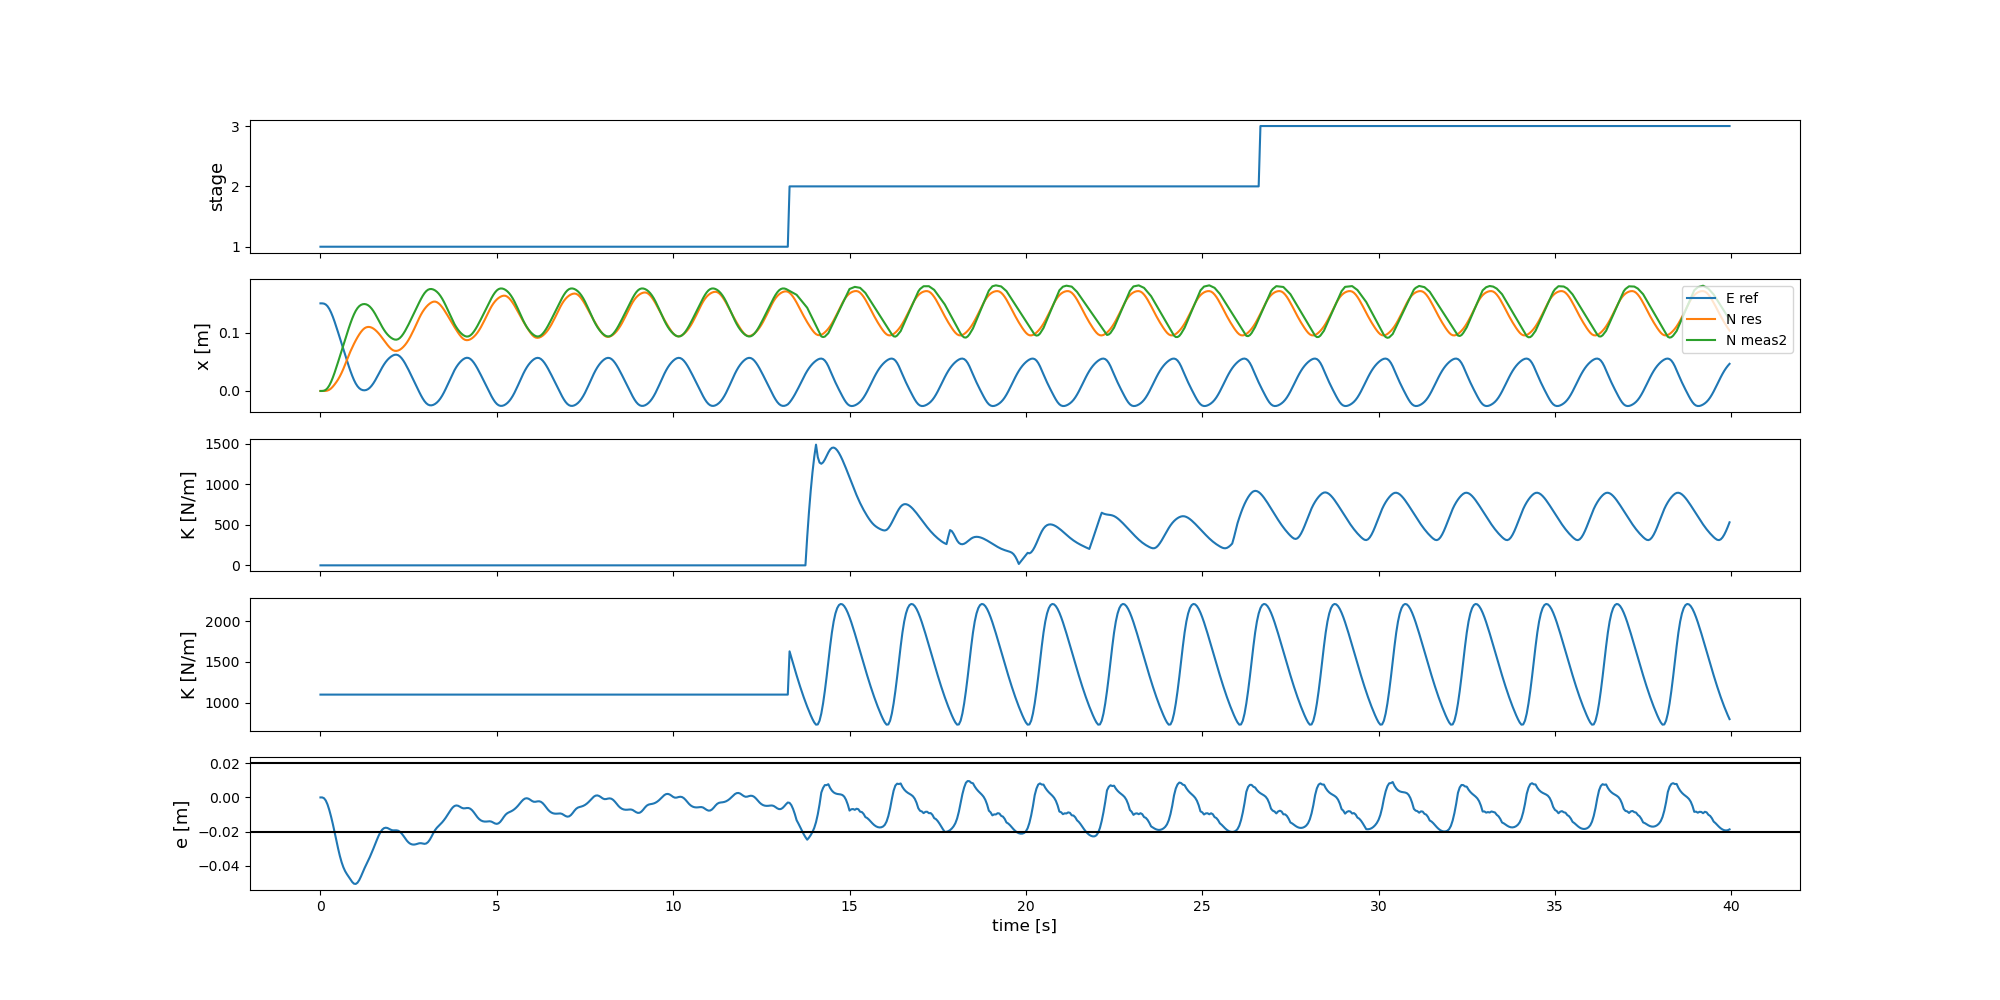 3
2
1
stage
0.1
0.0
x [m]
E ref
N res
N meas2
1500
1000
500
0
K [N/m]
2000
1500
1000
K [N/m]
0.02
0.00
−0.02
−0.04
e [m]
0 5 10 15 20 25 30 35 40
time [s]